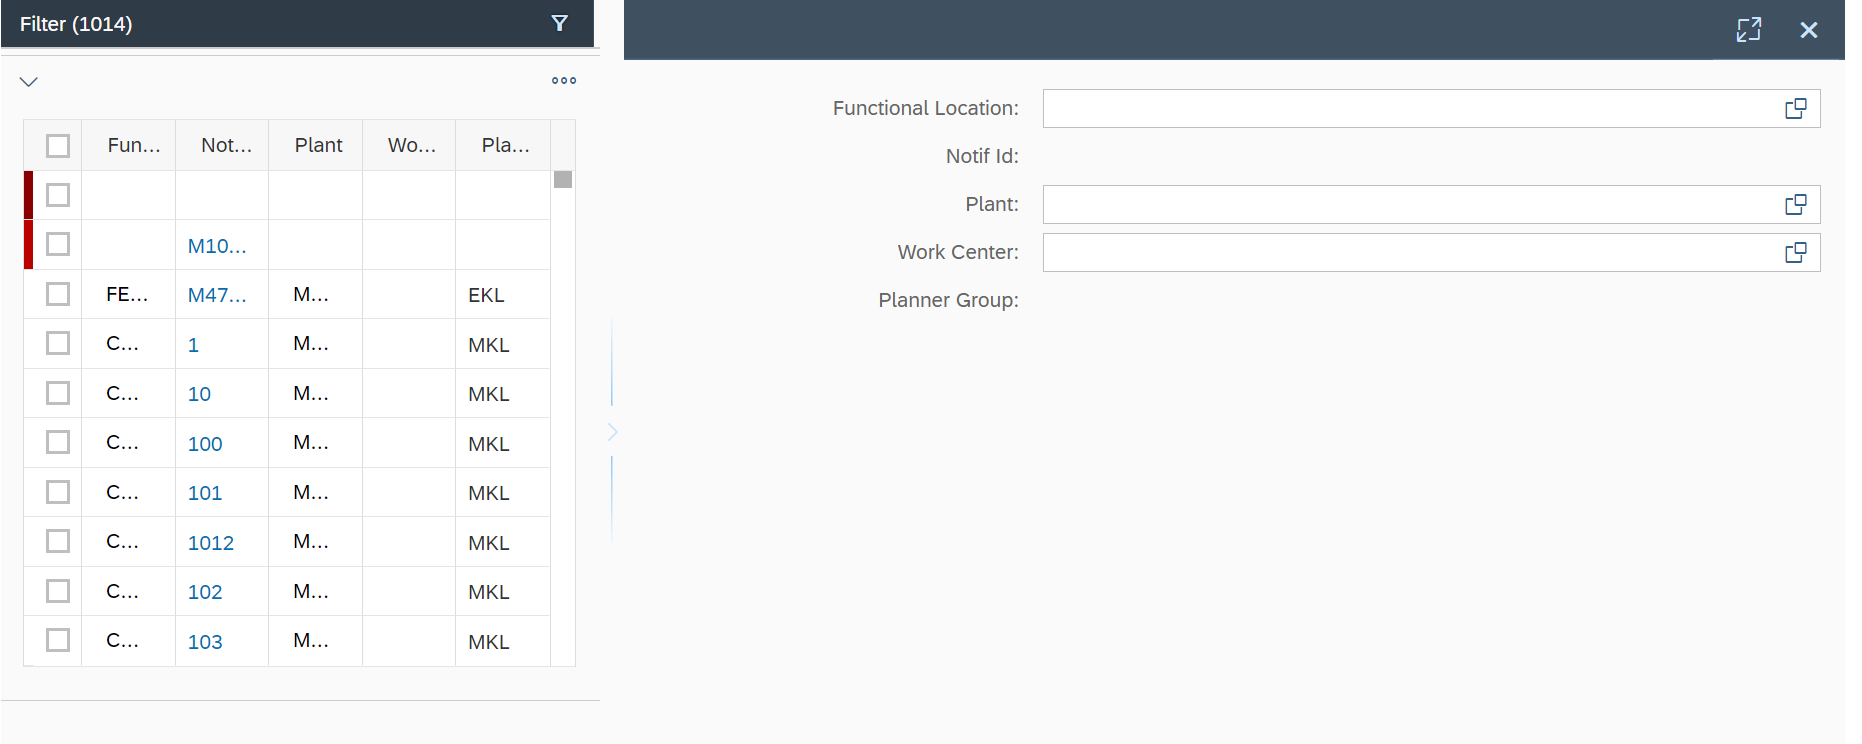 Filter (1014)
Fun... Not... Plant Wo... Pla...
M10...
FE... M47... M... EKL
C... 1 M... MKL
C... 10 M... MKL
C... 100 M... MKL
C... 101 M... MKL
C... 1012 M... MKL
C... 102 M... MKL
C... 103 M... MKL
Functional Location:
Notif Id:
Plant:
Work Center:
Planner Group: